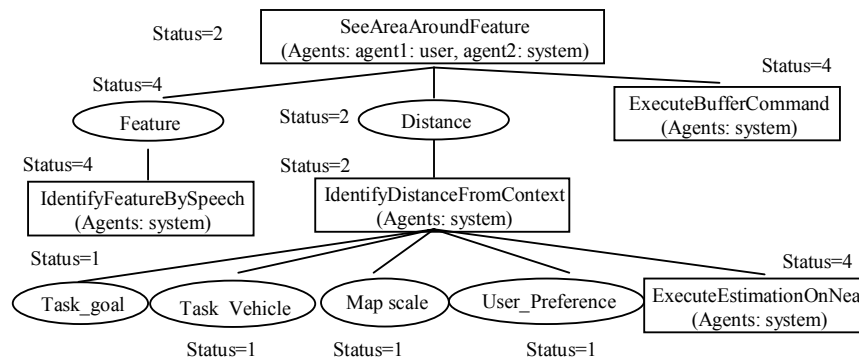 Status=2
SeeAreaAroundFeature
(Agents: agent1: user, agent2: system)
Status=4
Status=4
Feature
Status=2
Distance
ExecuteBufferCommand
(Agents: system)
Status=4
Status=2
IdentifyFeatureBySpeech
(Agents: system)
IdentifyDistanceFromContext
(Agents: system)
Status=1
Status=4
Task_goal
Task_Vehicle
Map scale
User_Preference
ExecuteEstimationOnNea
(Agents: system)
Status=1
Status=1
Status=1